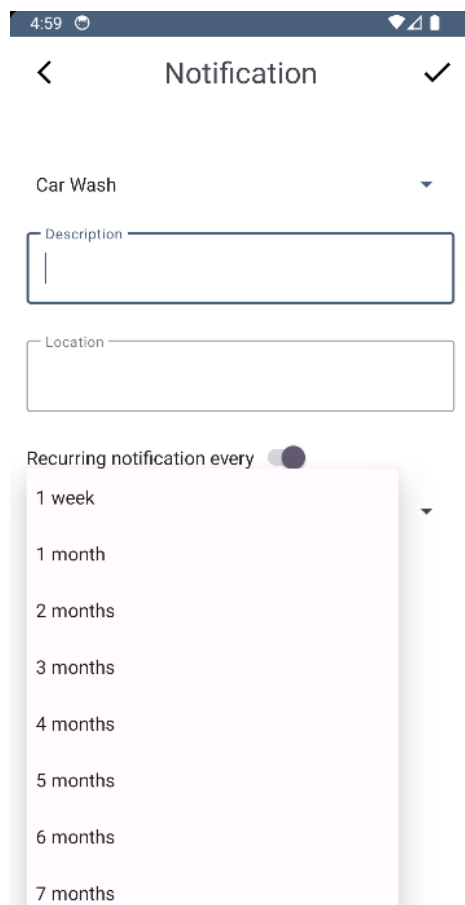 4:59
Notification
Car Wash
Description
Location
Recurring notification every
1 week
1 month
2 months
3 months
4 months
5 months
6 months
7 months